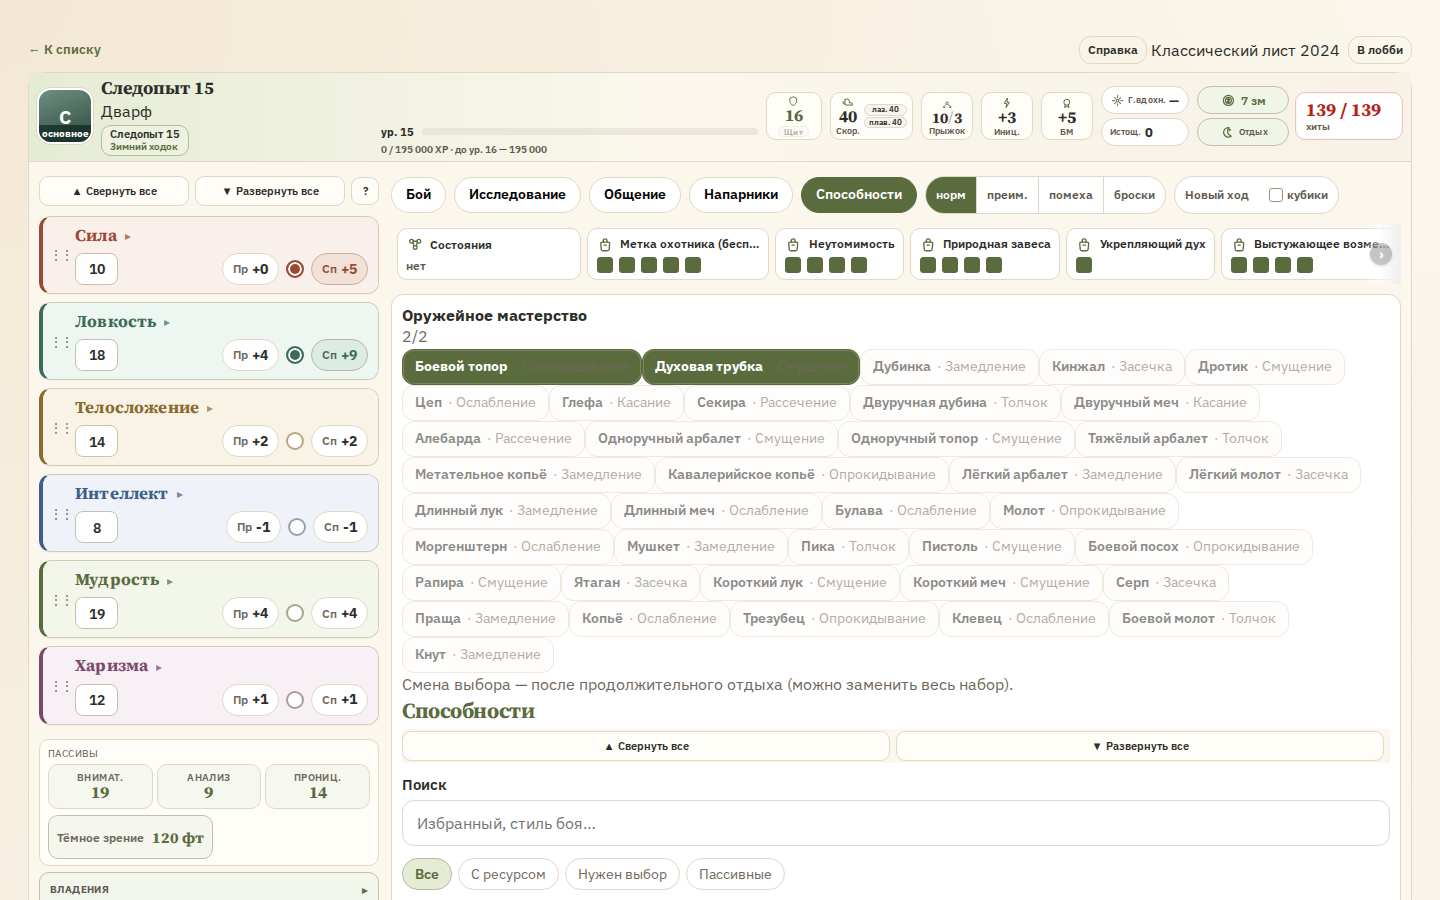 ← К списку
Справка Классический лист 2024 В лобби
С
основное
Следопыт 15
Дварф
Следопыт 15
Зимний ходок
ур. 15
0 / 195 000 XP · до ур. 16 — 195 000
16
Щит
40
Скор.
лаз. 40
плав. 40
10/3
Прыжок
+3
Иниц.
+5
БМ
Г.вдохн. —
Истощ. 0
7 зм
Отдых
139 / 139
хиты
▲ Свернуть все ▼ Развернуть все ?
Сила ▸
10 Пр +0 Сп +5
Ловкость ▸
18 Пр +4 Сп +9
Телосложение ▸
14 Пр +2 Сп +2
Интеллект ▸
8 Пр -1 Сп -1
Мудрость ▸
19 Пр +4 Сп +4
Харизма ▸
12 Пр +1 Сп +1
ПАССИВЫ
ВНИМАТ. АНАЛИЗ ПРОНИЦ.
19 9 14
Тёмное зрение 120 фт
ВЛАДЕНИЯ ▸
Бой Исследование Общение Напарники Способности норм преим. помеха броски Новый ход кубики
Состояния
нет
Метка охотника (бесп...
Неутомимость
Природная завеса
Укрепляющий дух
Выстужающее возме...
Оружейное мастерство
2/2
Боевой топор · Опрокидывание Духовая трубка · Смущение Дубинка · Замедление Кинжал · Засечка Дротик · Смущение
Цеп · Ослабление Глефа · Касание Секира · Рассечение Двуручная дубина · Толчок Двуручный меч · Касание
Алебарда · Рассечение Одноручный арбалет · Смущение Одноручный топор · Смущение Тяжёлый арбалет · Толчок
Метательное копьё · Замедление Кавалерийское копьё · Опрокидывание Лёгкий арбалет · Замедление Лёгкий молот · Засечка
Длинный лук · Замедление Длинный меч · Ослабление Булава · Ослабление Молот · Опрокидывание
Моргенштерн · Ослабление Мушкет · Замедление Пика · Толчок Пистоль · Смущение Боевой посох · Опрокидывание
Рапира · Смущение Ятаган · Засечка Короткий лук · Смущение Короткий меч · Смущение Серп · Засечка
Праща · Замедление Копьё · Ослабление Трезубец · Опрокидывание Клевец · Ослабление Боевой молот · Толчок
Кнут · Замедление
Смена выбора — после продолжительного отдыха (можно заменить весь набор).
Способности
▲ Свернуть все ▼ Развернуть все
Поиск
Избранный, стиль боя...
Все С ресурсом Нужен выбор Пассивные